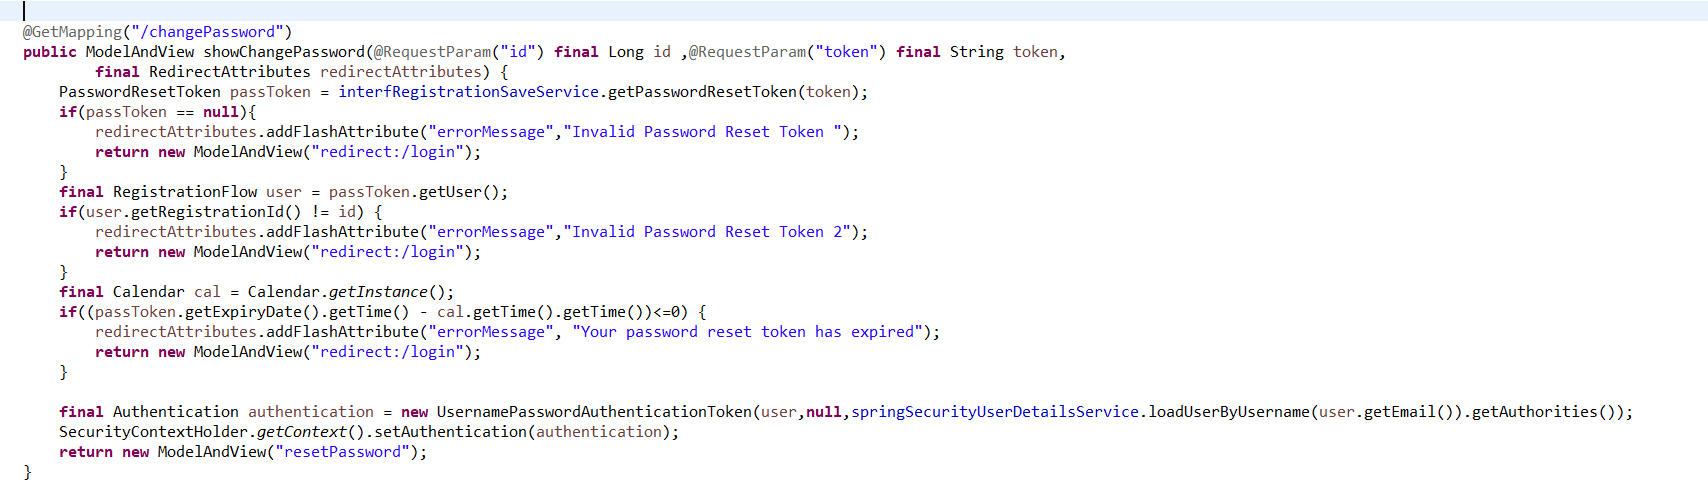 @GetMapping("/changePassword")
public ModelAndView showChangePassword(@RequestParam("id") final Long id ,@RequestParam("token") final String token,
        final RedirectAttributes redirectAttributes) {
    PasswordResetToken passToken = interfRegistrationSaveService.getPasswordResetToken(token);
    if(passToken == null){
        redirectAttributes.addFlashAttribute("errorMessage","Invalid Password Reset Token ");
        return new ModelAndView("redirect:/login");
    }
    final RegistrationFlow user = passToken.getUser();
    if(user.getRegistrationId() != id) {
        redirectAttributes.addFlashAttribute("errorMessage","Invalid Password Reset Token 2");
        return new ModelAndView("redirect:/login");
    }
    final Calendar cal = Calendar.getInstance();
    if((passToken.getExpiryDate().getTime() - cal.getTime().getTime())<=0) {
        redirectAttributes.addFlashAttribute("errorMessage", "Your password reset token has expired");
        return new ModelAndView("redirect:/login");
    }
    final Authentication authentication = new UsernamePasswordAuthenticationToken(user,null,springSecurityUserDetailsService.loadUserByUsername(user.getEmail()).getAuthorities());
    SecurityContextHolder.getContext().setAuthentication(authentication);
    return new ModelAndView("resetPassword");
}